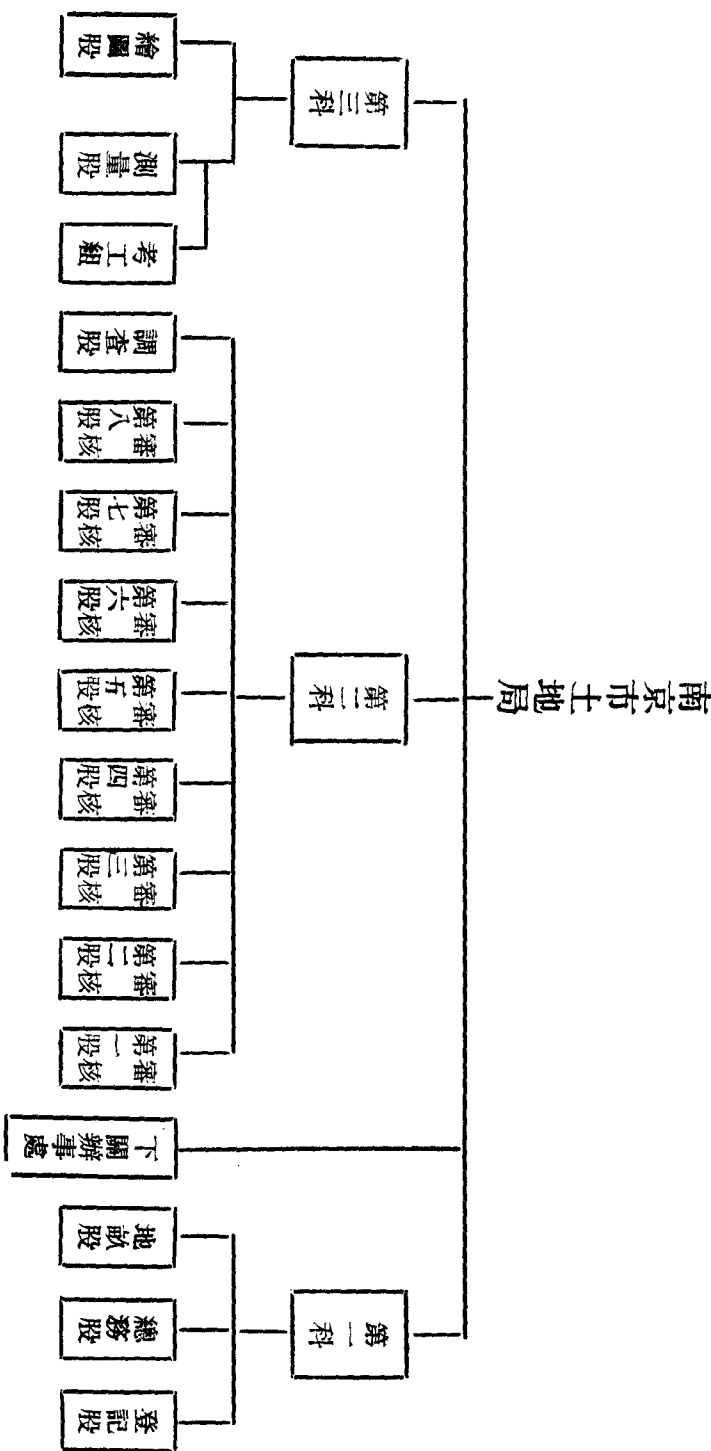 南京市土地局
第一科
下關辦事處
第二科
第三科
登記股
總務股
地畝股
審核
第一股
審核
第二股
審核
第三股
審核
第四股
審核
第五股
審核
第六股
審核
第七股
審核
第八股
調查股
考工組
測量股
繪圖股